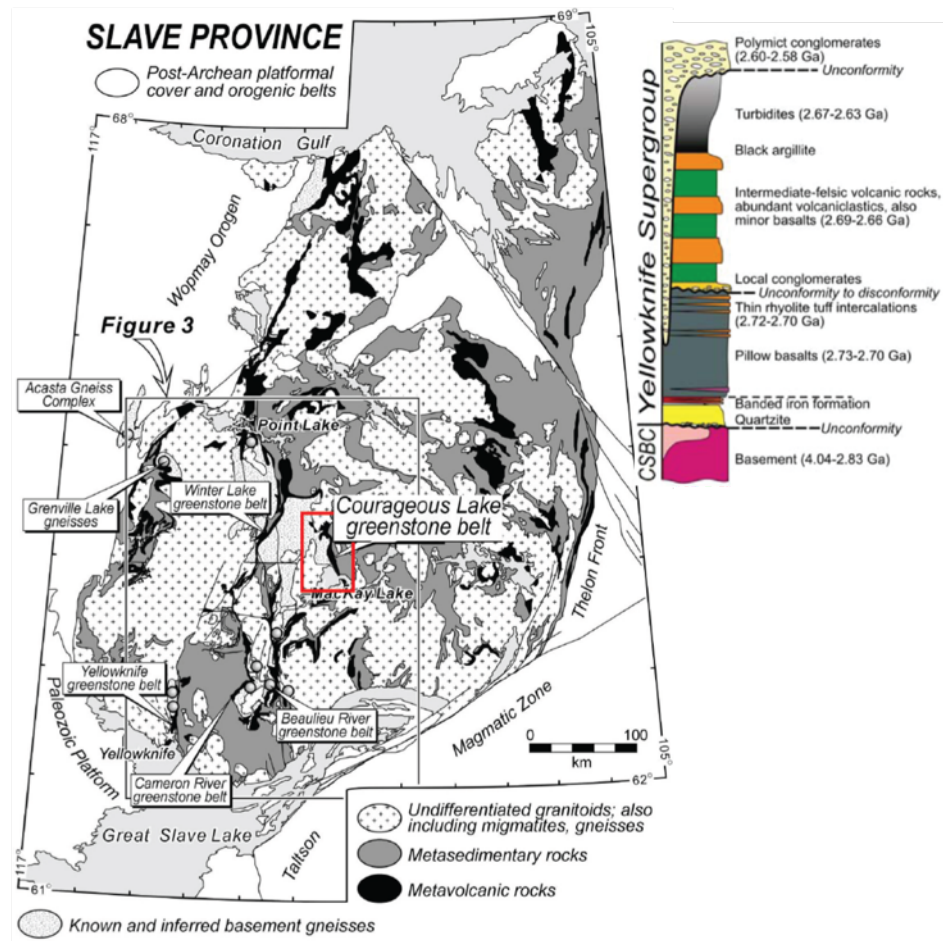 SLAVE PROVINCE
Post-Archean platformal
cover and orogenic belts
69°
105°
68°
117°
Coronation Gulf
Wopmay Orogen
Figure 3
Acasta Gneiss
Complex
Point Lake
Winter Lake
greenstone belt
Grenville Lake
gneisses
Courageous Lake
greenstone belt
MacKay Lake
Thelon Front
Yellowknife
greenstone belt
Paleozoic Platform
Beaulieu River
greenstone belt
Yellowknife
Cameron River
greenstone belt
Magmatic Zone
0 100
km
105°
62°
Great Slave Lake
Taltson
117°
61°
Undifferentiated granitoids; also
including migmatites, gneisses
Metasedimentary rocks
Metavolcanic rocks
Known and inferred basement gneisses
Yellowknife Supergroup
CSBC
Polymict conglomerates
(2.60-2.58 Ga)
Unconformity
Turbidites (2.67-2.63 Ga)
Black argillite
Intermediate-felsic volcanic rocks,
abundant volcaniclastics, also
minor basalts (2.69-2.66 Ga)
Local conglomerates
Unconformity to disconformity
Thin rhyolite tuff intercalations
(2.72-2.70 Ga)
Pillow basalts (2.73-2.70 Ga)
Banded iron formation
Quartzite
Unconformity
Basement (4.04-2.83 Ga)